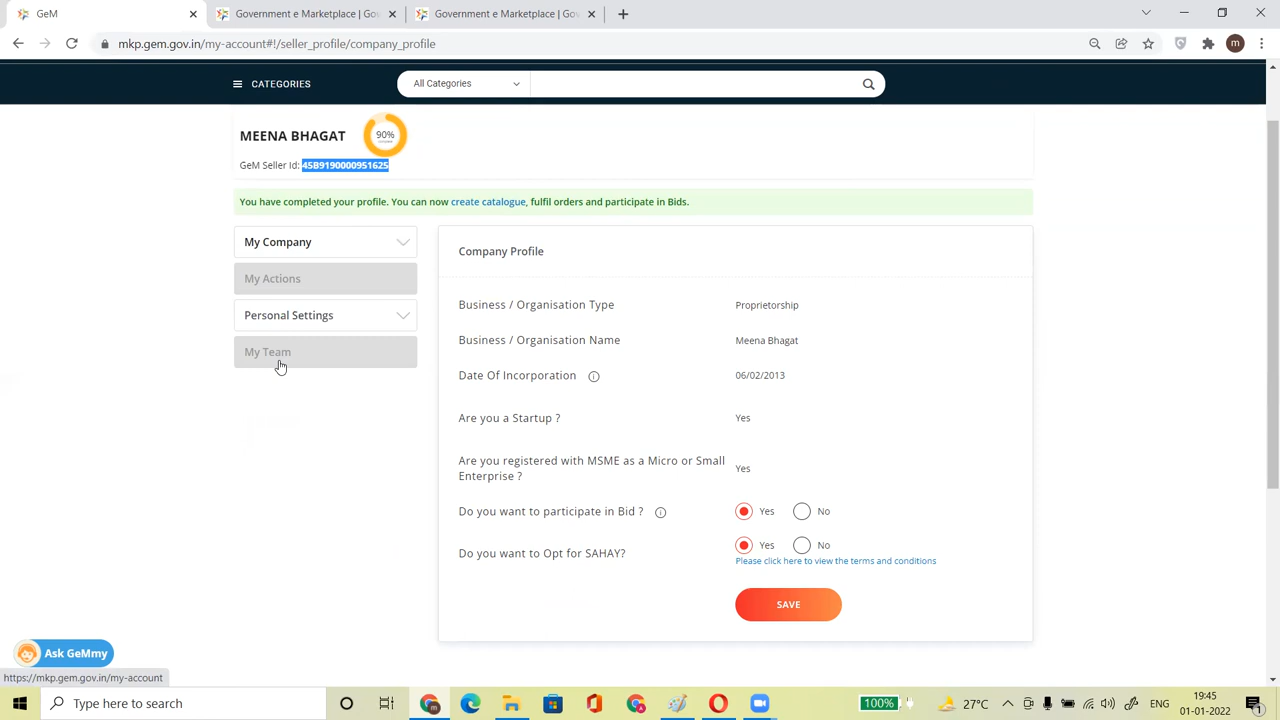 GeM
Government e Marketplace | Gov
Government e Marketplace | Gov
mkp.gem.gov.in/my-account#!/seller_profile/company_profile
m
CATEGORIES
All Categories
MEENA BHAGAT
90%
GeM Seller Id: 45B9190000951625
You have completed your profile. You can now create catalogue, fulfil orders and participate in Bids.
My Company
My Actions
Personal Settings
My Team
Company Profile
Business / Organisation Type
Proprietorship
Business / Organisation Name
Meena Bhagat
Date Of Incorporation
06/02/2013
Are you a Startup ?
Yes
Are you registered with MSME as a Micro or Small
Enterprise ?
Yes
Do you want to participate in Bid ?
Yes No
Do you want to Opt for SAHAY?
Yes No
Please click here to view the terms and conditions
SAVE
Ask GeMmy
https://mkp.gem.gov.in/my-account
Type here to search
100%
27°C
ENG
19:45
01-01-2022